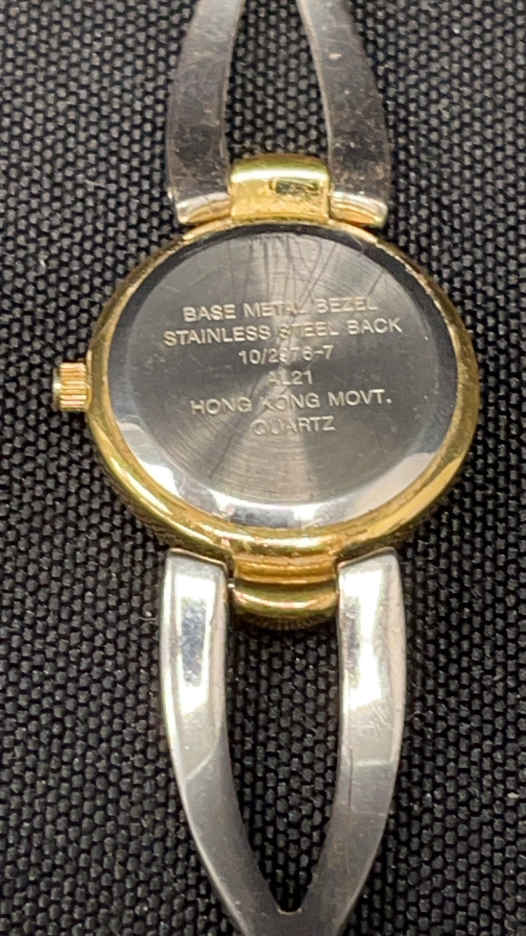 BASE METAL BEZEL
STAINLESS STEEL BACK
10/2976-7
AL21
HONG KONG MOVT.
QUARTZ